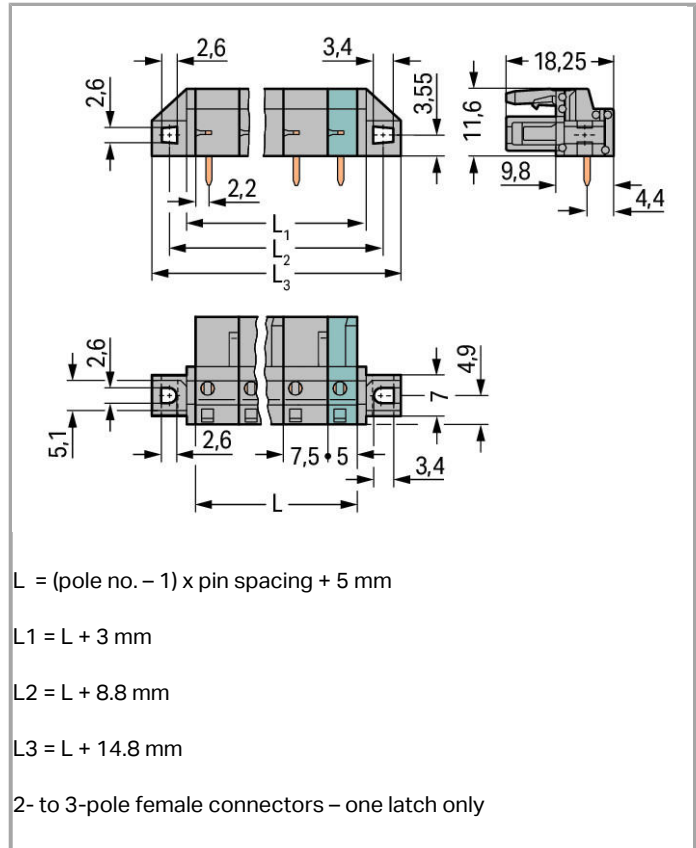 2,6
3,4
18,25
2,6
3,55
11,6
2,2
9,8
4,4
L1
L2
L3
2,6
4,9
5,1
7
2,6
7,5 • 5
3,4
L
L = (pole no. – 1) x pin spacing + 5 mm
L1 = L + 3 mm
L2 = L + 8.8 mm
L3 = L + 14.8 mm
2- to 3-pole female connectors – one latch only